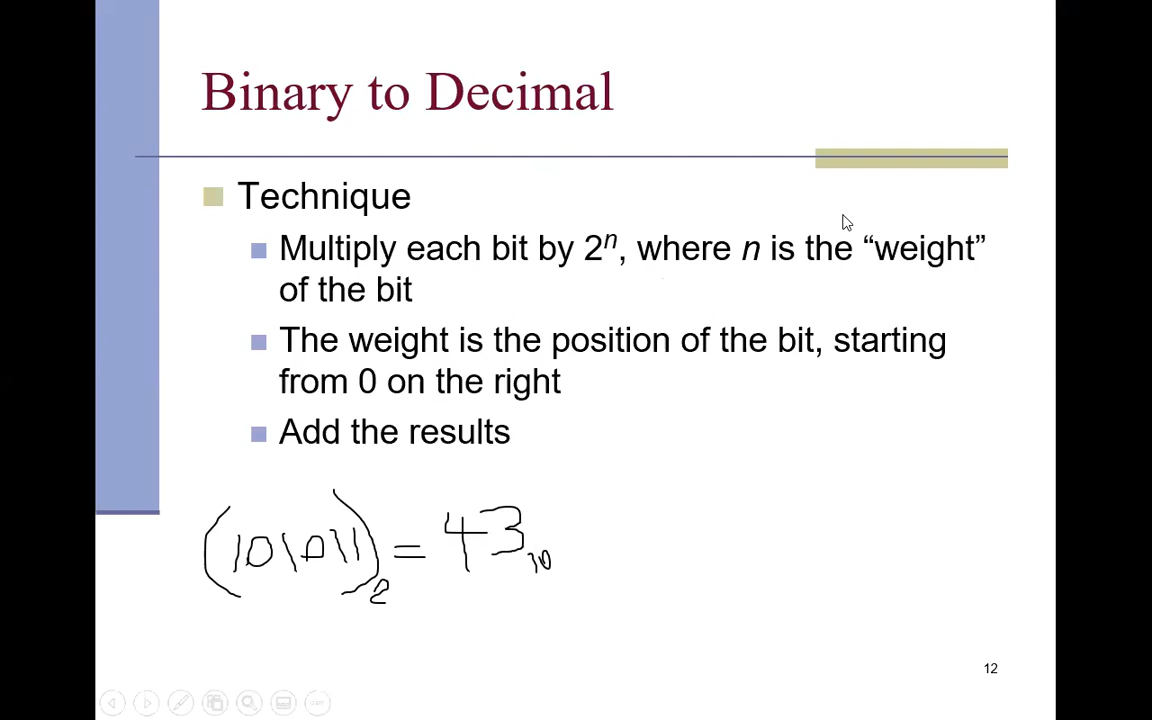 Binary to Decimal
Technique
Multiply each bit by 2ⁿ, where n is the “weight”
of the bit
The weight is the position of the bit, starting
from 0 on the right
Add the results
(101011)₂ = 43₁₀
12